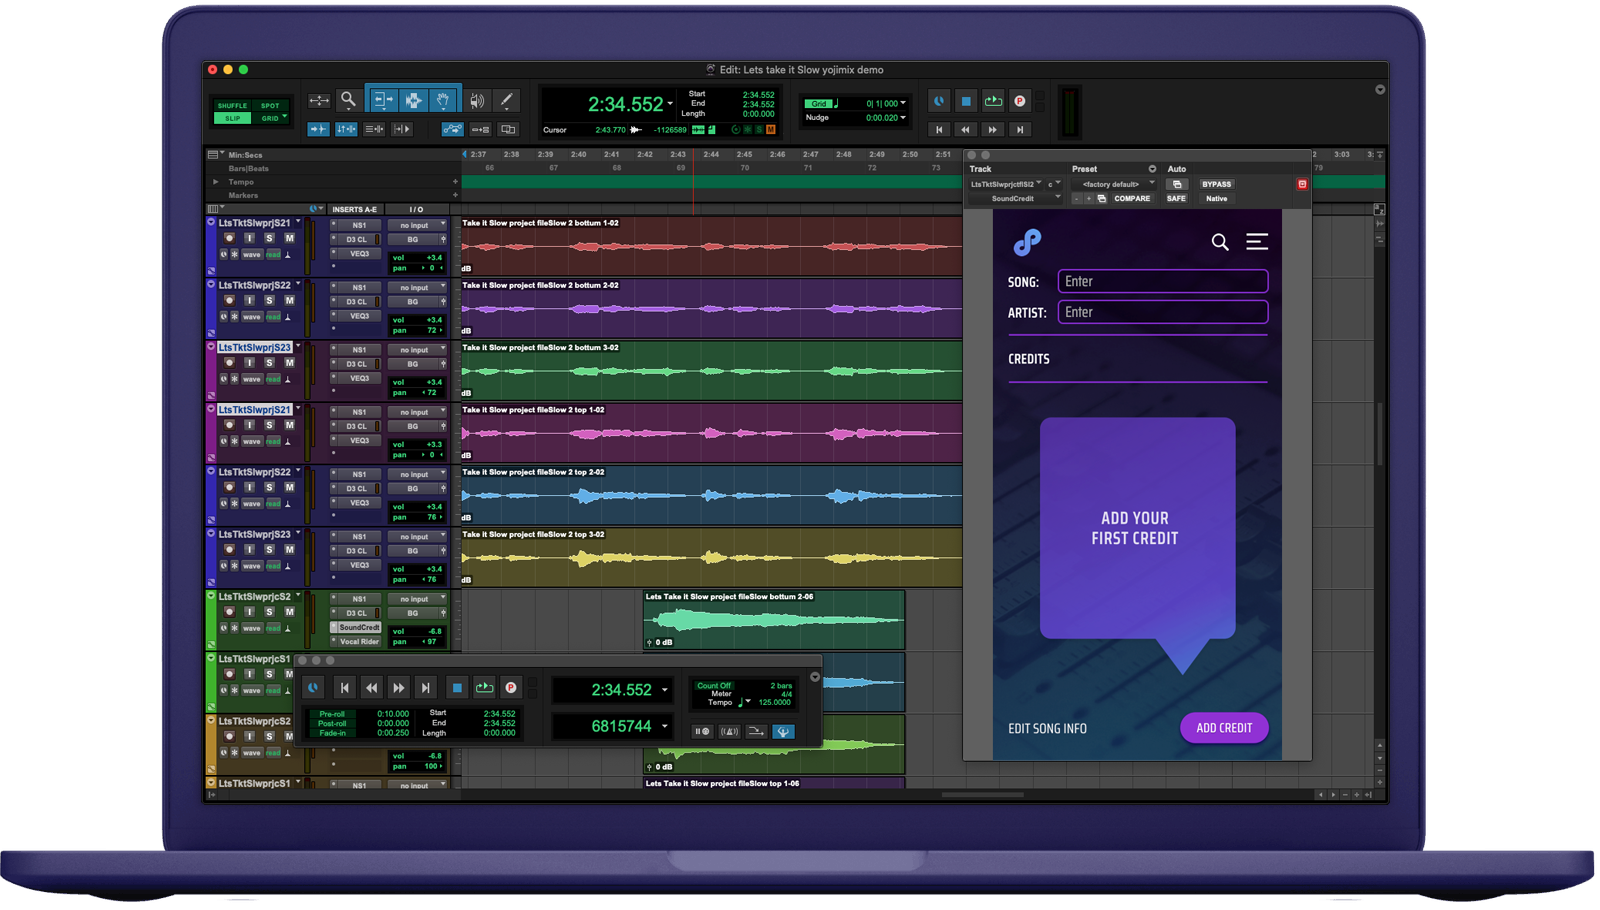 Edit: Lets take it Slow yojimix demo
SHUFFLE SPOT
SLIP GRID
2:34.552
Start 2:34.552
End 2:34.552
Length 0:00.000
Cursor 2:43.770 -1126589
Grid 0| 1| 000
Nudge 0:00.020
Min:Secs
2:37 2:38 2:39 2:40 2:41 2:42 2:43 2:44 2:45 2:46 2:47 2:48 2:49 2:50 2:51 2 3:03 3:
Bars|Beats
66 67 68 69 70 71 72 73 79
Tempo
Markers
INSERTS A-E I / O
LtsTktSlwprjS21
I S M
wave read
NS1
D3 CL
VEQ3
no input
BG
vol +3.4
pan 0
Take it Slow project fileSlow 2 bottum 1-02
dB
LtsTktSlwprjS22
I S M
wave read
NS1
D3 CL
VEQ3
no input
BG
vol +3.4
pan 72
Take it Slow project fileSlow 2 bottum 2-02
dB
LtsTktSlwprjS23
I S M
wave read
NS1
D3 CL
VEQ3
no input
BG
vol +3.4
pan 72
Take it Slow project fileSlow 2 bottum 3-02
dB
LtsTktSlwprjS21
I S M
wave read
NS1
D3 CL
VEQ3
no input
BG
vol +3.3
pan 0
Take it Slow project fileSlow 2 top 1-02
dB
LtsTktSlwprjS22
I S M
wave read
NS1
D3 CL
VEQ3
no input
BG
vol +3.4
pan 76
Take it Slow project fileSlow 2 top 2-02
dB
LtsTktSlwprjS23
I S M
wave read
NS1
D3 CL
VEQ3
no input
BG
vol +3.4
pan 76
Take it Slow project fileSlow 2 top 3-02
dB
LtsTktSlwprjcS2
I S M
wave read
NS1
D3 CL
SoundCredt
Vocal Rider
no input
BG
vol -6.8
pan 97
Lets Take it Slow project fileSlow bottum 2-06
0 dB
LtsTktSlwprjcS1
I S M
wave read
LtsTktSlwprjcS2
I S M
wave read
vol -6.8
pan 100
0 dB
LtsTktSlwprjcS1
NS1
no input
Lets Take it Slow project fileSlow top 1-06
P
Pre-roll 0:10.000
Post-roll 0:00.000
Fade-in 0:00.250
Start 2:34.552
End 2:34.552
Length 0:00.000
2:34.552
6815744
Count Off 2 bars
Meter 4/4
Tempo 125.0000
Track Preset Auto
LtsTktSlwprjctflSl2 c <factory default> BYPASS
SoundCredit - + COMPARE SAFE Native
SONG: Enter
ARTIST: Enter
CREDITS
ADD YOUR
FIRST CREDIT
EDIT SONG INFO ADD CREDIT